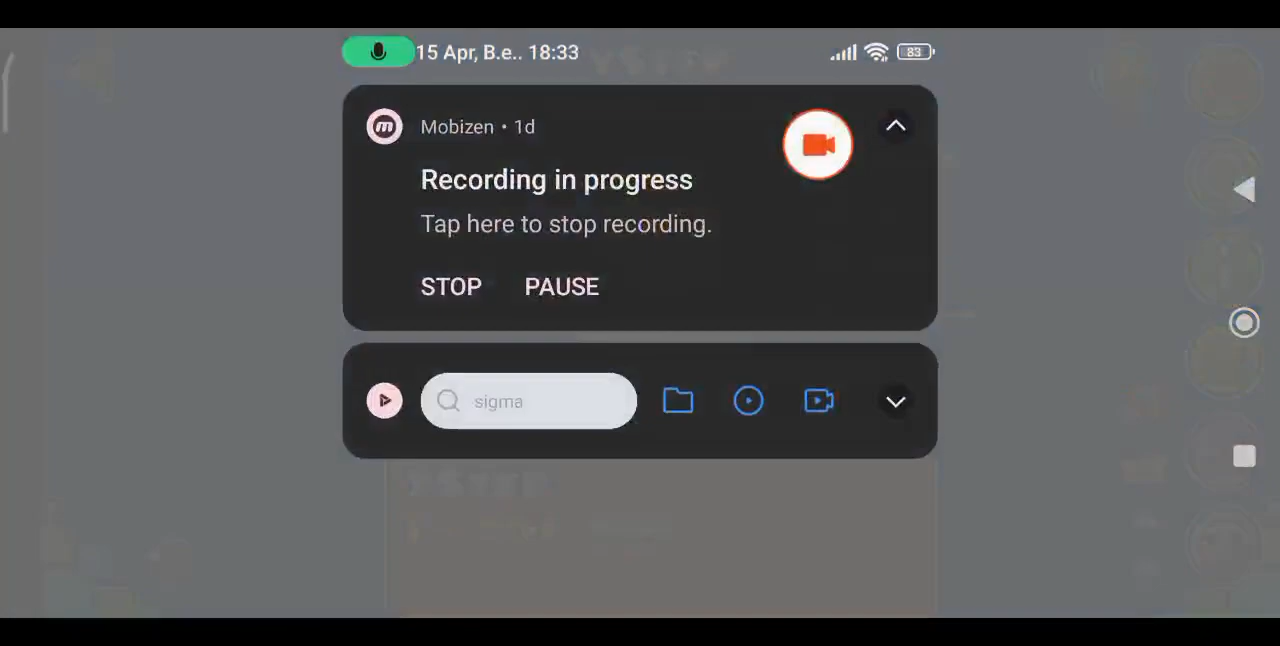 15 Apr, B.e.. 18:33
83
Mobizen • 1d
Recording in progress
Tap here to stop recording.
STOP PAUSE
sigma